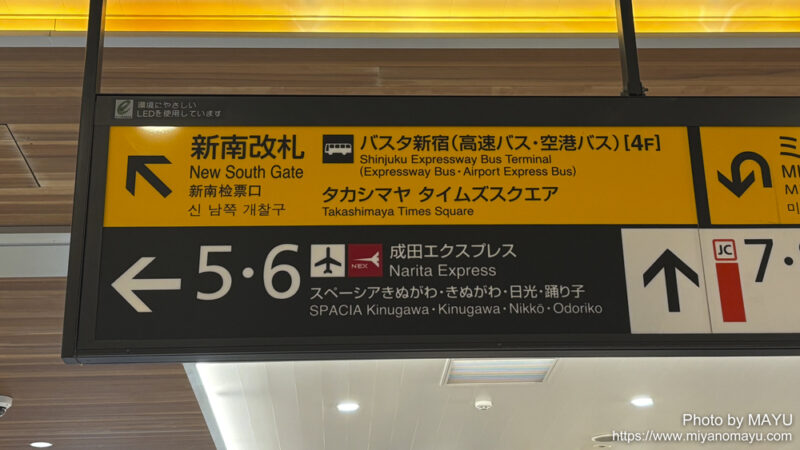 環境にやさしい
LEDを使用しています
新南改札
New South Gate
新南检票口
신 남쪽 개찰구
バスタ新宿(高速バス・空港バス)[4F]
Shinjuku Expressway Bus Terminal
(Expressway Bus・Airport Express Bus)
タカシマヤ タイムズスクエア
Takashimaya Times Square
5・6
NEX
成田エクスプレス
Narita Express
スペーシアきぬがわ・きぬがわ・日光・踊り子
SPACIA Kinugawa・Kinugawa・Nikkō・Odoriko
JC
7・
Photo by MAYU
https://www.miyanomayu.com/